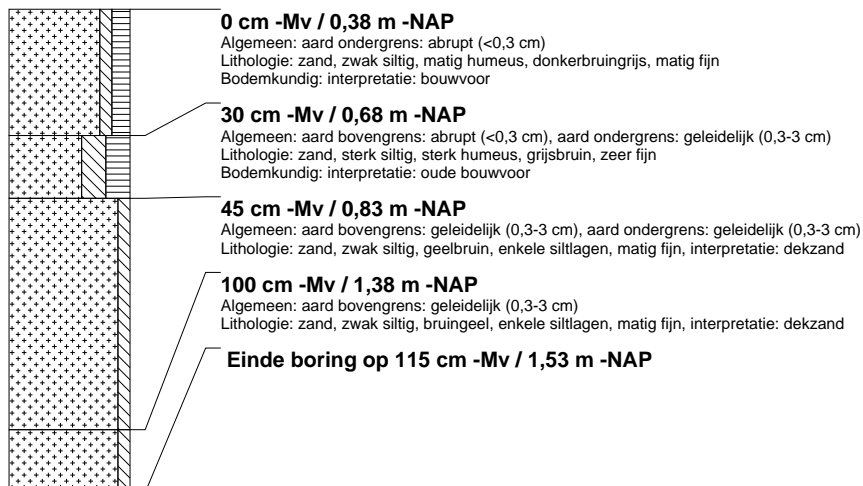 0 cm -Mv / 0,38 m -NAP
Algemeen: aard ondergrens: abrupt (<0,3 cm)
Lithologie: zand, zwak siltig, matig humeus, donkerbruingrijs, matig fijn
Bodemkundig: interpretatie: bouwvoor
30 cm -Mv / 0,68 m -NAP
Algemeen: aard bovengrens: abrupt (<0,3 cm), aard ondergrens: geleidelijk (0,3-3 cm)
Lithologie: zand, sterk siltig, sterk humeus, grijsbruin, zeer fijn
Bodemkundig: interpretatie: oude bouwvoor
45 cm -Mv / 0,83 m -NAP
Algemeen: aard bovengrens: geleidelijk (0,3-3 cm), aard ondergrens: geleidelijk (0,3-3 cm)
Lithologie: zand, zwak siltig, geelbruin, enkele siltlagen, matig fijn, interpretatie: dekzand
100 cm -Mv / 1,38 m -NAP
Algemeen: aard bovengrens: geleidelijk (0,3-3 cm)
Lithologie: zand, zwak siltig, bruingeel, enkele siltlagen, matig fijn, interpretatie: dekzand
Einde boring op 115 cm -Mv / 1,53 m -NAP